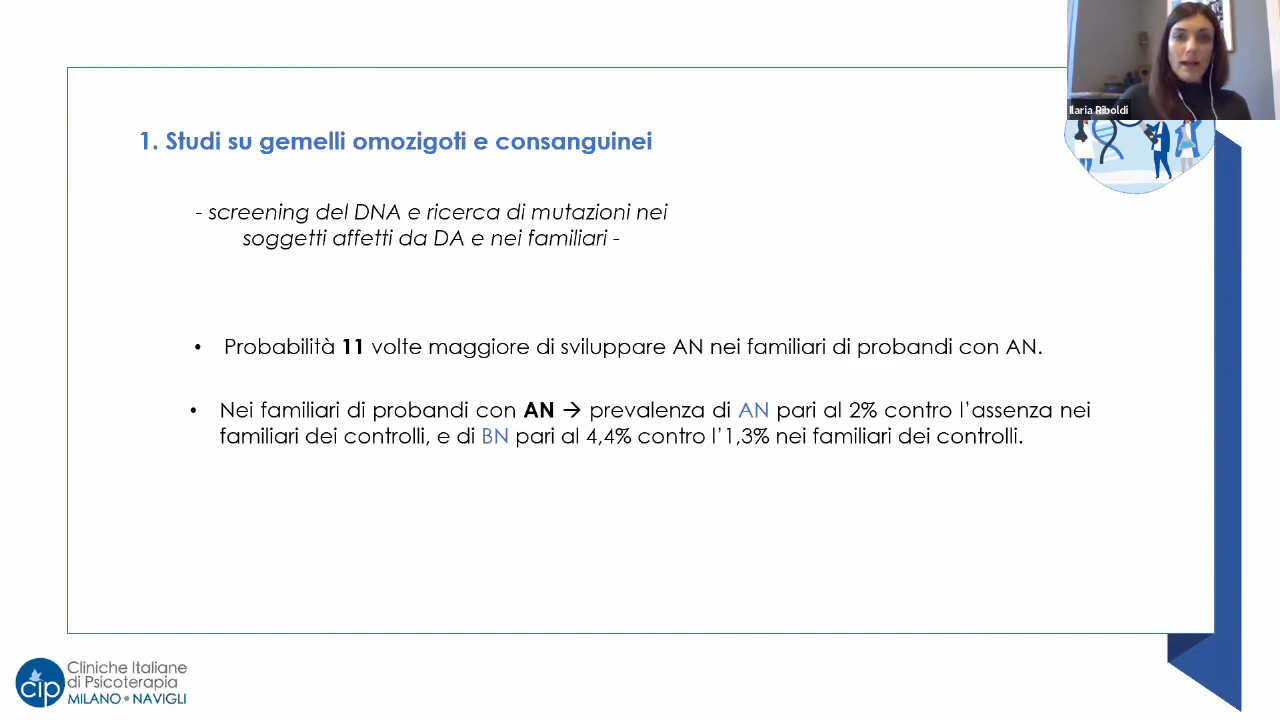 Ilaria Riboldi
1. Studi su gemelli omozigoti e consanguinei
- screening del DNA e ricerca di mutazioni nei
soggetti affetti da DA e nei familiari -
• Probabilità 11 volte maggiore di sviluppare AN nei familiari di probandi con AN.
• Nei familiari di probandi con AN → prevalenza di AN pari al 2% contro l’assenza nei
familiari dei controlli, e di BN pari al 4,4% contro l’1,3% nei familiari dei controlli.
cip
Cliniche Italiane
di Psicoterapia
MILANO • NAVIGLI